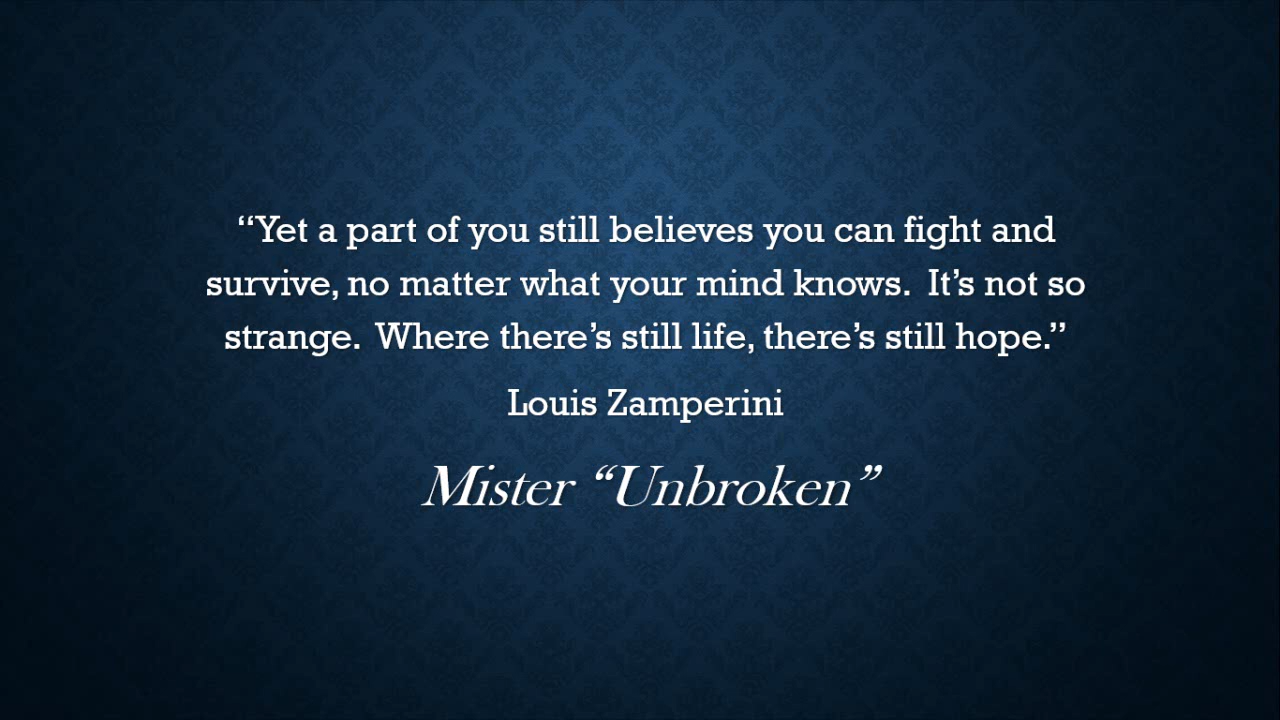 “Yet a part of you still believes you can fight and
survive, no matter what your mind knows.  It’s not so
strange.  Where there’s still life, there’s still hope.”
Louis Zamperini
Mister “Unbroken”